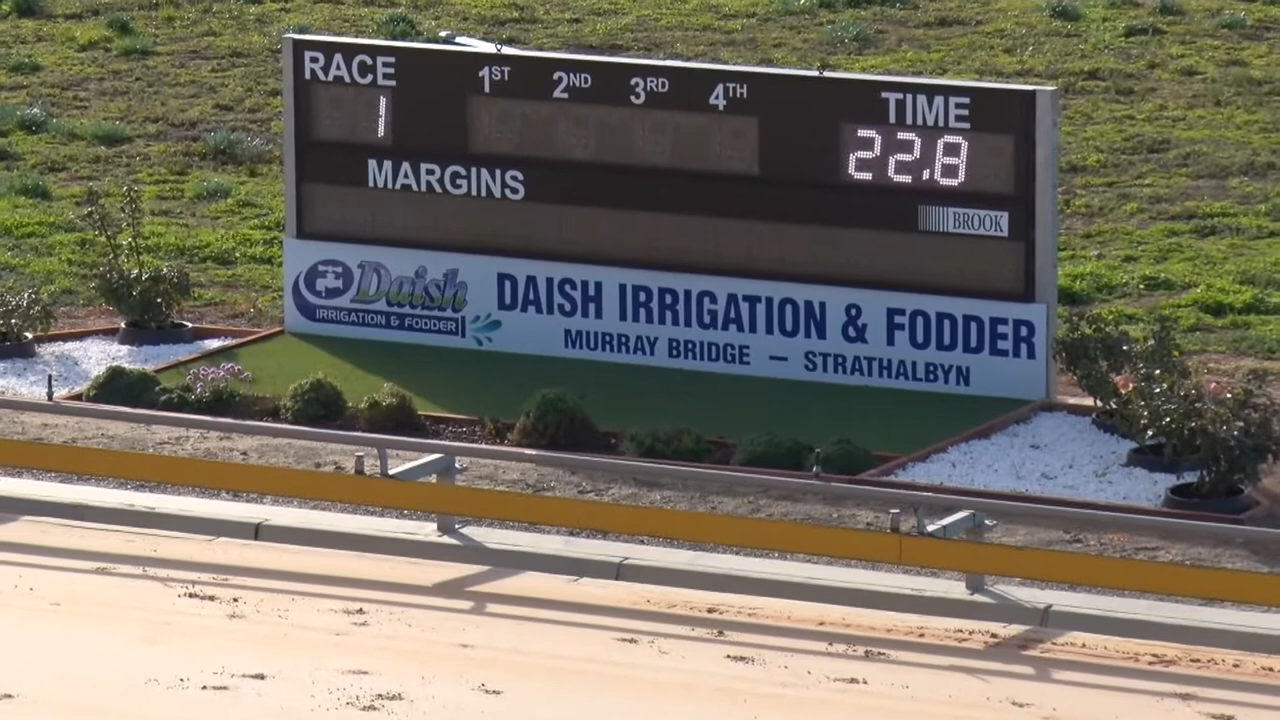 RACE 1ST 2ND 3RD 4TH TIME
1 22.8
MARGINS
BROOK
Daish
IRRIGATION & FODDER
DAISH IRRIGATION & FODDER
MURRAY BRIDGE – STRATHALBYN